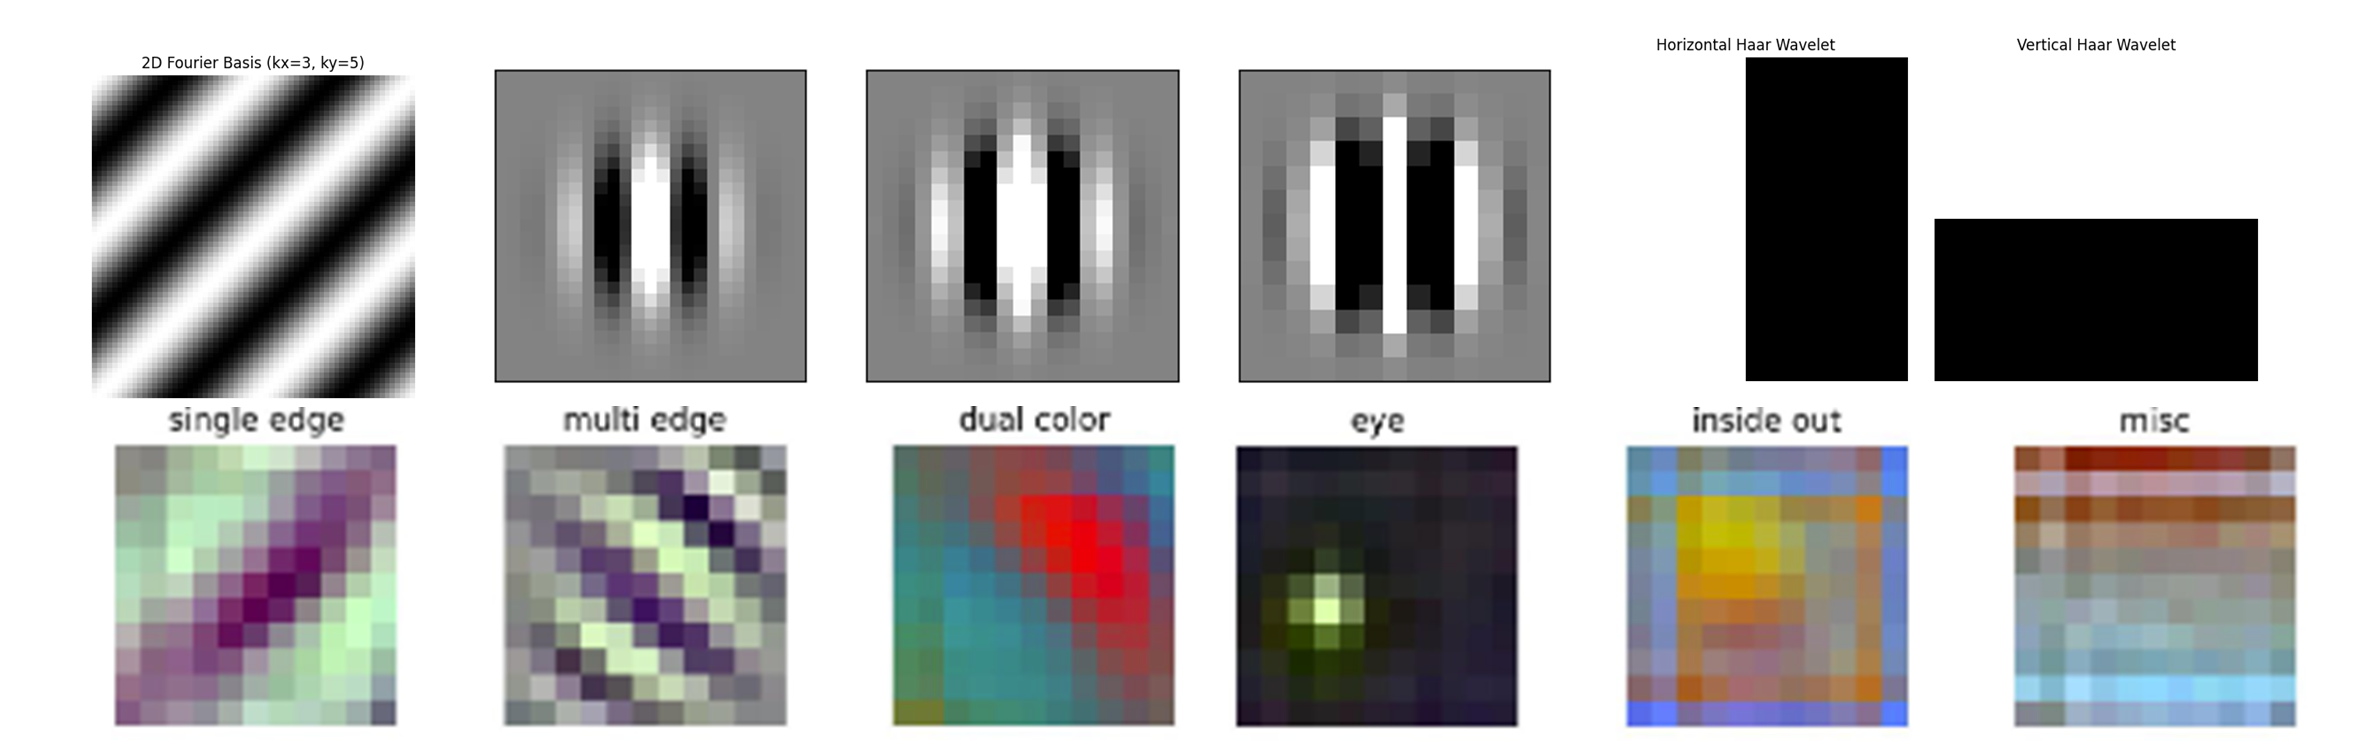 2D Fourier Basis (kx=3, ky=5)
Horizontal Haar Wavelet
Vertical Haar Wavelet
single edge
multi edge
dual color
eye
inside out
misc